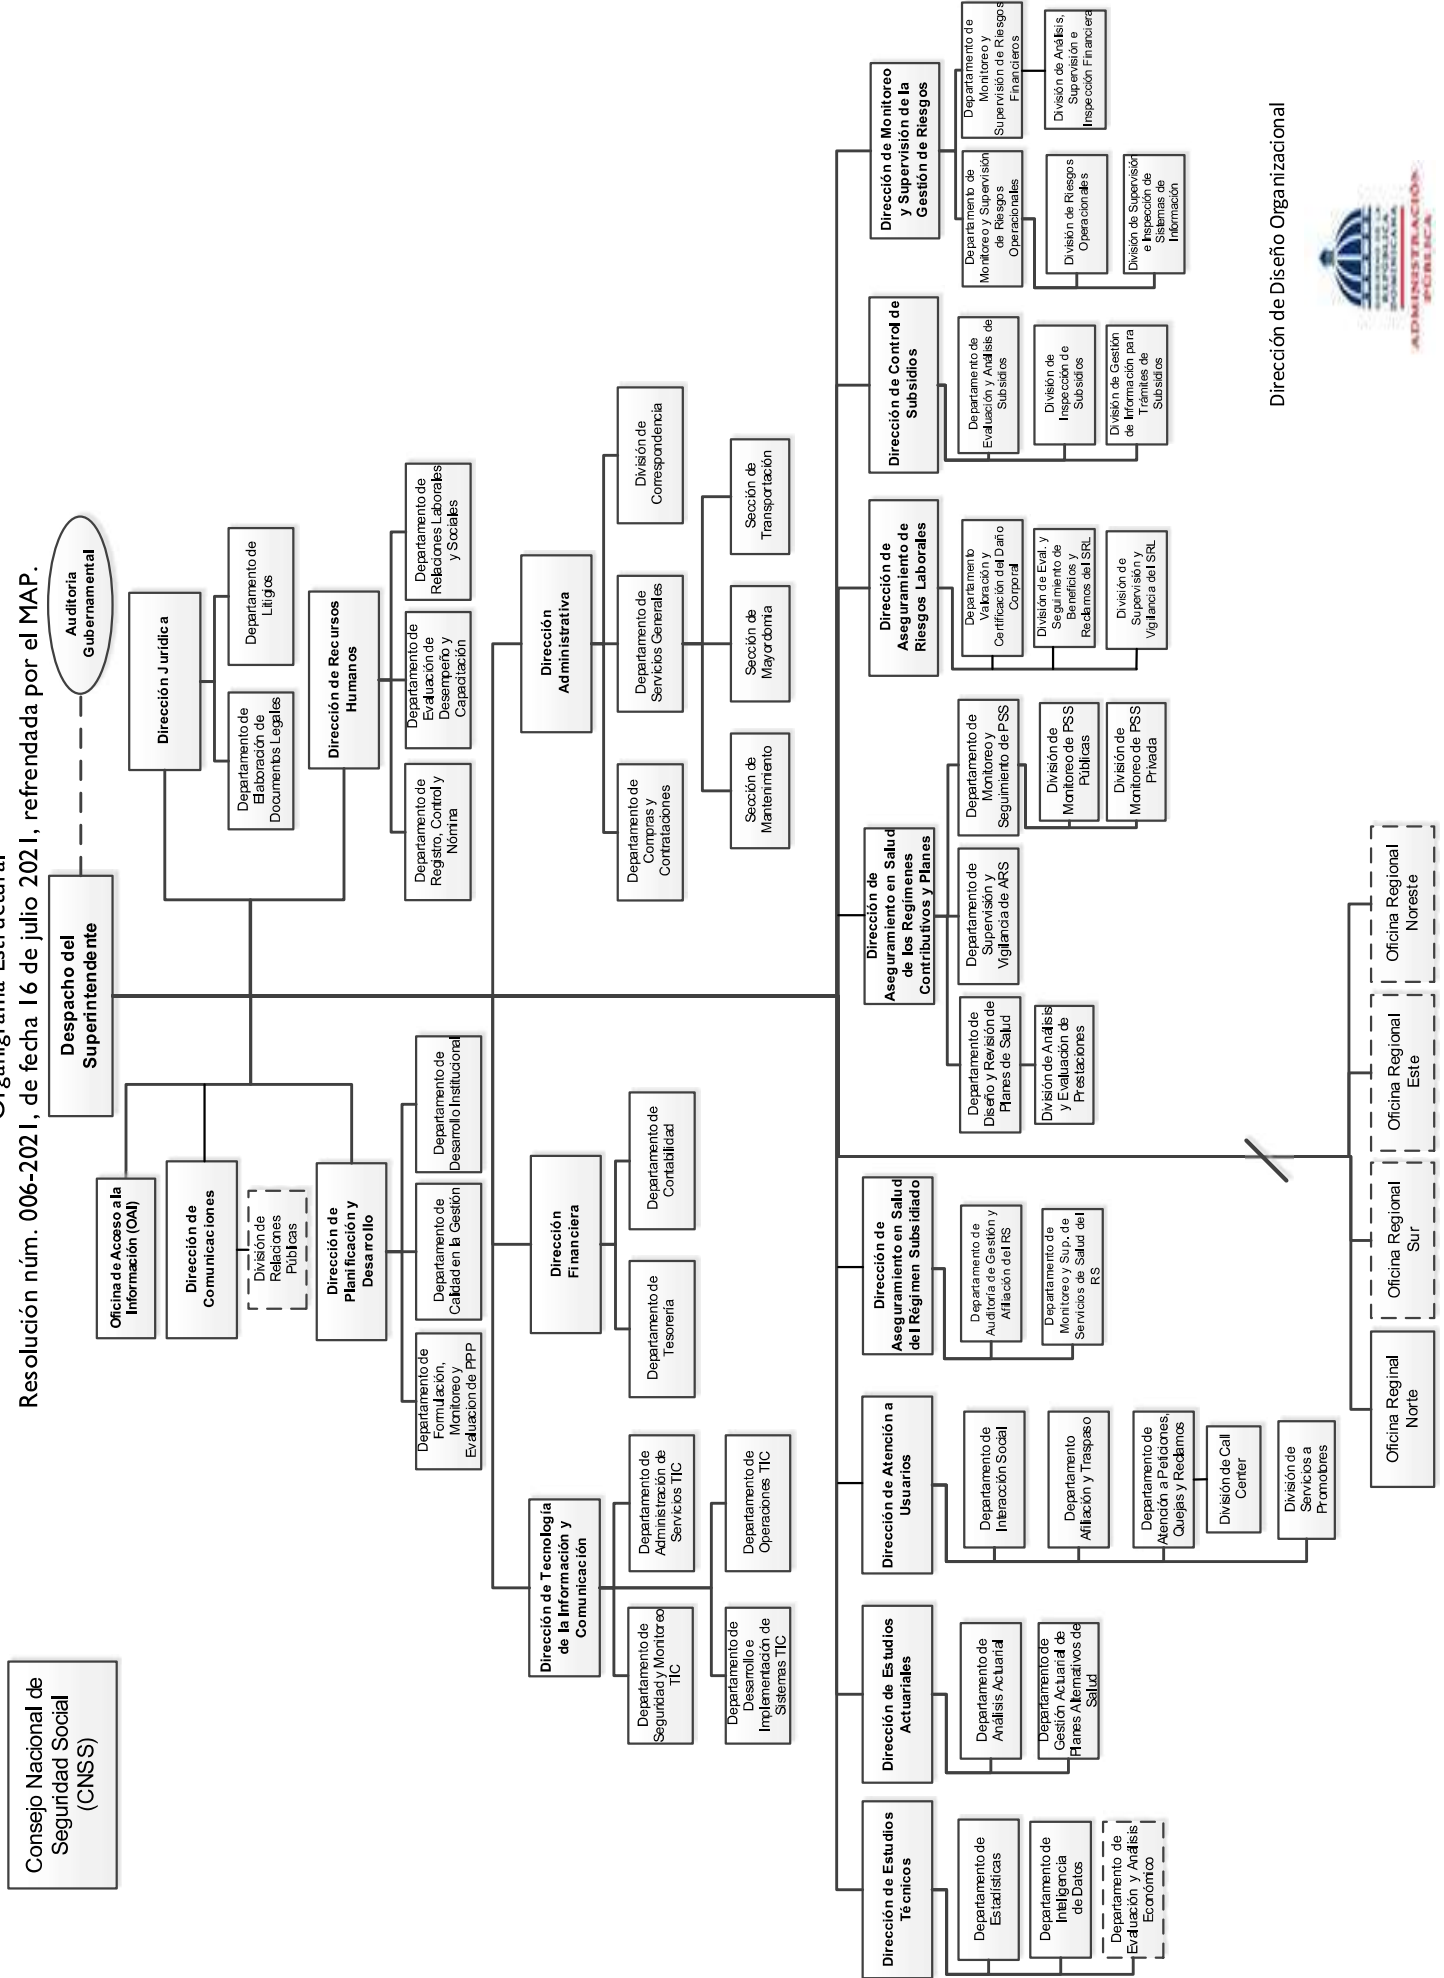 Organigrama Estructural
Resolución núm. 006-2021, de fecha 16 de julio 2021, refrendada por el MAP.
Consejo Nacional de
Seguridad Social
(CNSS)
Despacho del
Superintendente
Auditoria
Gubernamental
Oficina de Acceso a la
Información (OAI)
Dirección de
Comunicaciones
División de
Relaciones
Públicas
Dirección de
Planificación y
Desarrollo
Departamento de
Formulación,
Monitoreo y
Evaluacion de PPP
Departamento de
Calidad en la Gestión
Departamento de
Desarrollo Institucional
Dirección Jurídica
Departamento de
Elaboración de
Documentos Legales
Departamento de
Litigios
Dirección de Recursos
Humanos
Departamento de
Registro, Control y
Nómina
Departamento de
Evaluación de
Desempeño y
Capacitación
Departamento de
Relaciones Laborales
y Sociales
Dirección de Tecnología
de la Información y
Comunicación
Departamento de
Seguridad y Monitoreo
TIC
Departamento de
Administración de
Servicios TIC
Departamento de
Desarrollo e
Implementación de
Sistemas TIC
Departamento de
Operaciones TIC
Dirección
Financiera
Departamento de
Tesorería
Departamento de
Contabilidad
Dirección
Administrativa
Departamento de
Compras y
Contrataciones
Departamento de
Servicios Generales
División de
Correspondencia
Sección de
Mantenimiento
Sección de
Mayordomia
Sección de
Transportación
Dirección de Estudios
Técnicos
Departamento de
Estadísticas
Departamento de
Inteligencia
de Datos
Departamento de
Evaluación y Análisis
Económico
Dirección de Estudios
Actuariales
Departamento de
Análisis Actuarial
Departamento de
Gestión Actuarial de
Planes Alternativos de
Salud
Dirección de Atención a
Usuarios
Departamento de
Interacción Social
Departamento
Afiliación y Traspaso
Departamento de
Atención a Peticiones,
Quejas y Reclamos
División de Call
Center
División de
Servicios a
Promotores
Dirección de
Aseguramiento en Salud
del Régimen Subsidiado
Departamento de
Auditoría de Gestión y
Afiliación del RS
Departamento de
Monitoreo y Sup. de
Servicios de Salud del
RS
Dirección de
Aseguramiento en Salud
de los Regimenes
Contributivos y Planes
Departamento de
Diseño y Revisión de
Planes de Salud
División de Análisis
y Evaluación de
Prestaciones
Departamento de
Supervisión y
Vigilancia de ARS
Departamento de
Monitoreo y
Seguimiento de PSS
División de
Monitoreo de PSS
Públicas
División de
Monitoreo de PSS
Privada
Dirección de
Aseguramiento de
Riesgos Laborales
Departamento
Valoración y
Certificación del Daño
Corporal
División de Eval. y
Seguimiento de
Beneficios y
Reclamos del SRL
División de
Supervisión y
Vigilancia del SRL
Dirección de Control de
Subsidios
Departamento de
Evaluación y Análisis de
Subsidios
División de
Inspección de
Subsidios
División de Gestión
de Información para
Trámites de
Subsidios
Dirección de Monitoreo
y Supervisión de la
Gestión de Riesgos
Departamento de
Monitoreo y Supervisión
de Riesgos
Operacionales
División de Riesgos
Operacionales
División de Supervisión
e Inspección de
Sistemas de
Información
Departamento de
Monitoreo y
Supervisión de Riesgos
Financieros
División de Análisis,
Supervisión e
Inspección Financiera
Oficina Reginal
Norte
Oficina Regional
Sur
Oficina Regional
Este
Oficina Regional
Noreste
Dirección de Diseño Organizacional
GOBIERNO DE LA
REPÚBLICA
DOMINICANA
ADMINISTRACIÓN
PÚBLICA